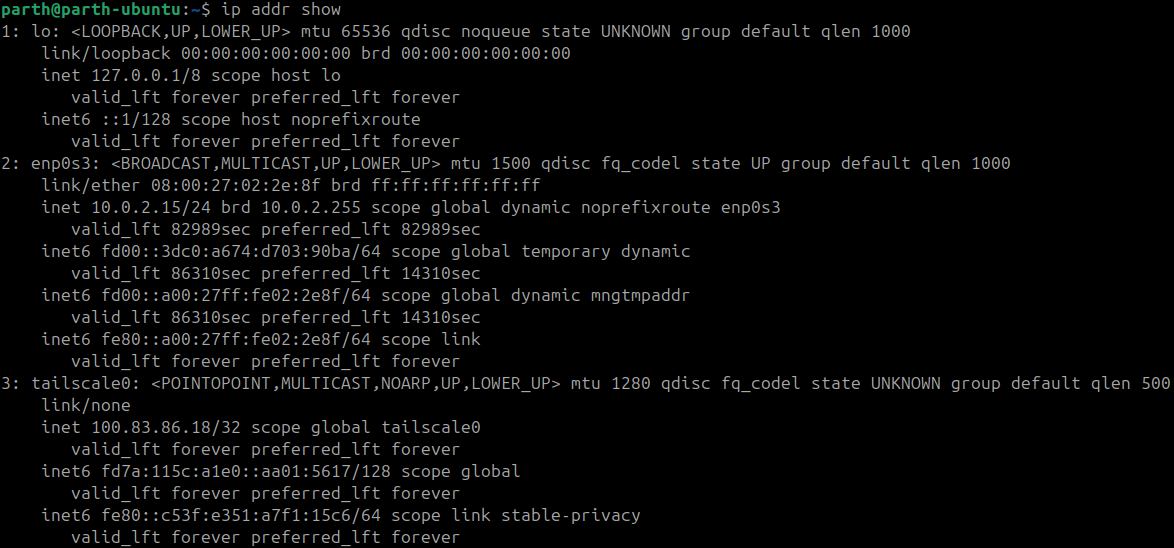 parth@parth-ubuntu:~$ ip addr show
1: lo: <LOOPBACK,UP,LOWER_UP> mtu 65536 qdisc noqueue state UNKNOWN group default qlen 1000
    link/loopback 00:00:00:00:00:00 brd 00:00:00:00:00:00
    inet 127.0.0.1/8 scope host lo
       valid_lft forever preferred_lft forever
    inet6 ::1/128 scope host noprefixroute
       valid_lft forever preferred_lft forever
2: enp0s3: <BROADCAST,MULTICAST,UP,LOWER_UP> mtu 1500 qdisc fq_codel state UP group default qlen 1000
    link/ether 08:00:27:02:2e:8f brd ff:ff:ff:ff:ff:ff
    inet 10.0.2.15/24 brd 10.0.2.255 scope global dynamic noprefixroute enp0s3
       valid_lft 82989sec preferred_lft 82989sec
    inet6 fd00::3dc0:a674:d703:90ba/64 scope global temporary dynamic
       valid_lft 86310sec preferred_lft 14310sec
    inet6 fd00::a00:27ff:fe02:2e8f/64 scope global dynamic mngtmpaddr
       valid_lft 86310sec preferred_lft 14310sec
    inet6 fe80::a00:27ff:fe02:2e8f/64 scope link
       valid_lft forever preferred_lft forever
3: tailscale0: <POINTOPOINT,MULTICAST,NOARP,UP,LOWER_UP> mtu 1280 qdisc fq_codel state UNKNOWN group default qlen 500
    link/none
    inet 100.83.86.18/32 scope global tailscale0
       valid_lft forever preferred_lft forever
    inet6 fd7a:115c:a1e0::aa01:5617/128 scope global
       valid_lft forever preferred_lft forever
    inet6 fe80::c53f:e351:a7f1:15c6/64 scope link stable-privacy
       valid_lft forever preferred_lft forever